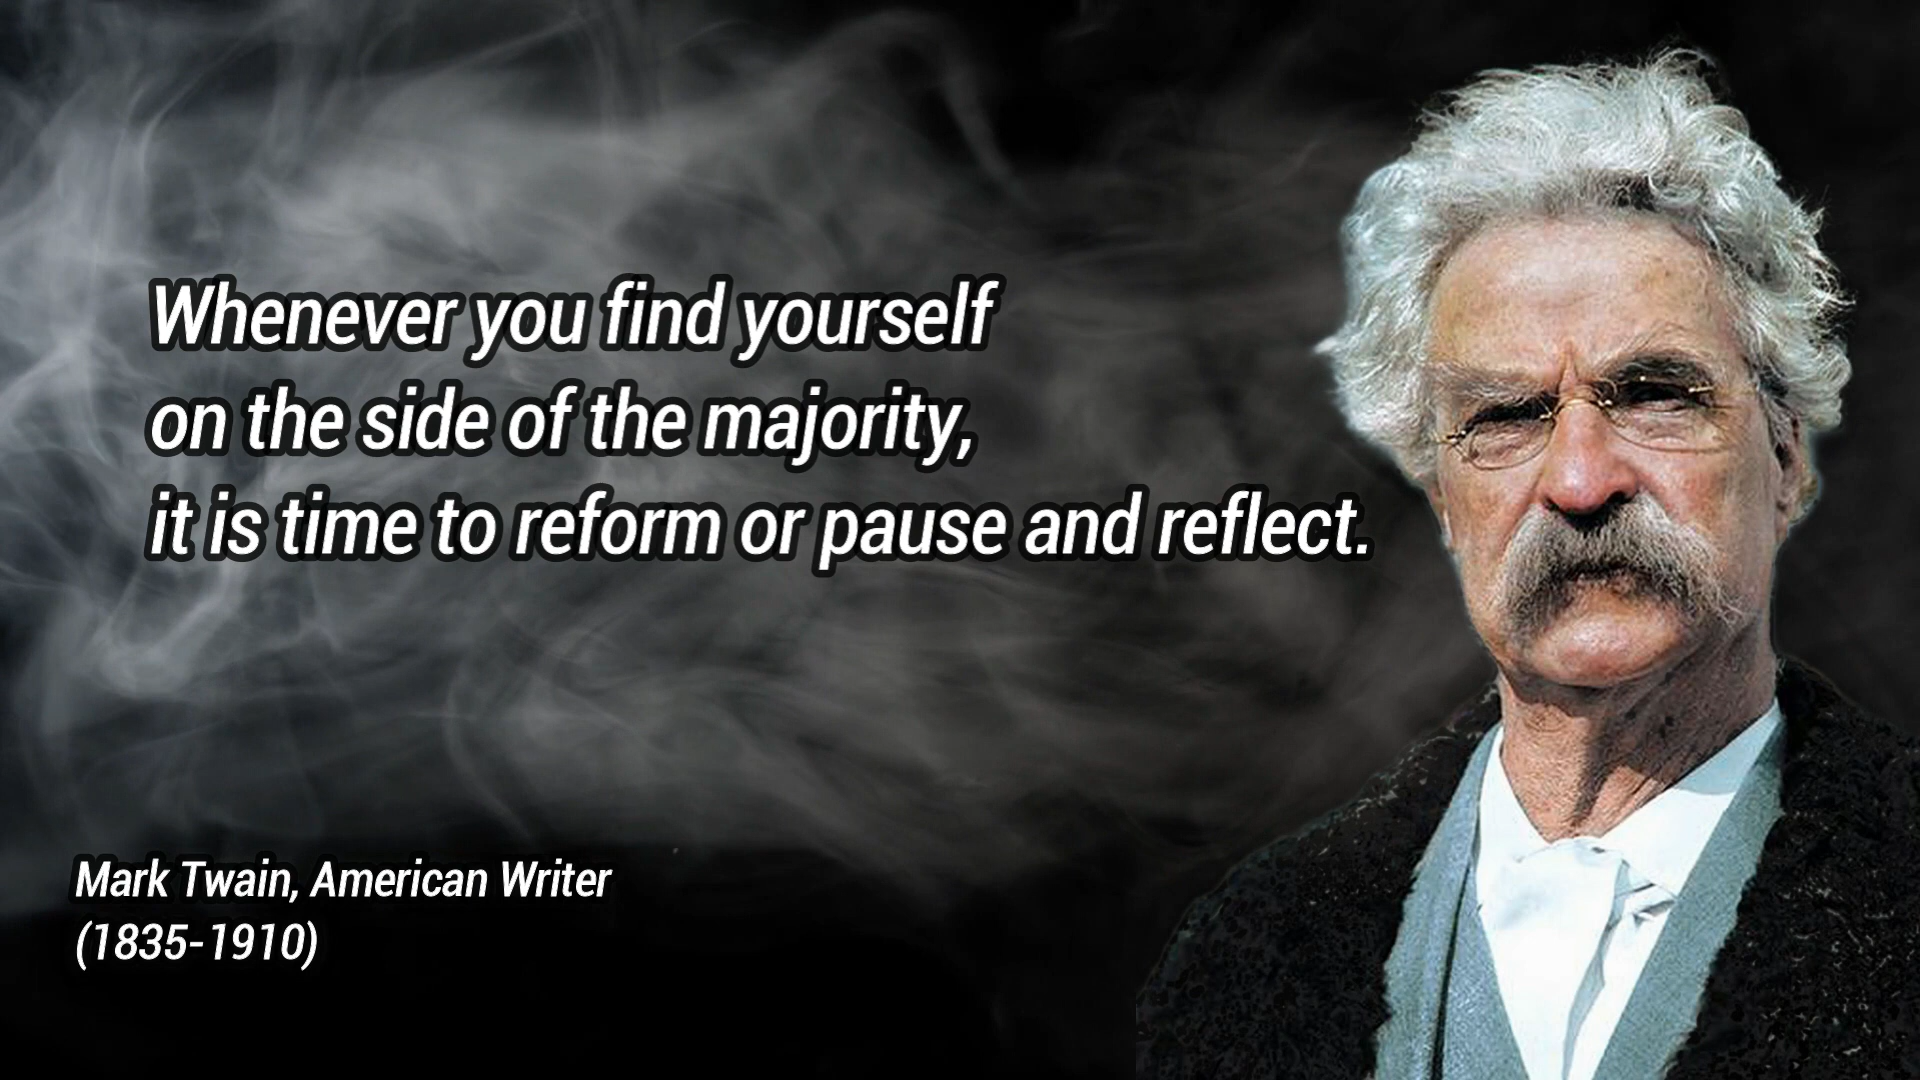 Whenever you find yourself
on the side of the majority,
it is time to reform or pause and reflect.
Mark Twain, American Writer
(1835-1910)